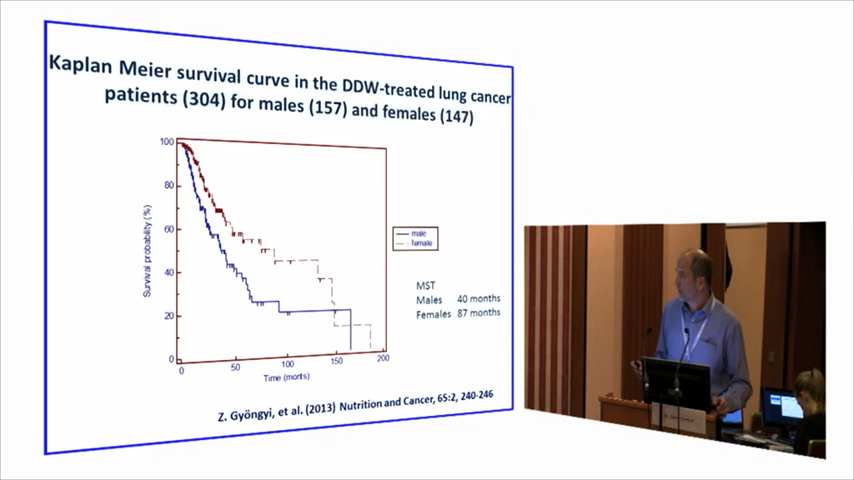 Kaplan Meier survival curve in the DDW-treated lung cancer
patients (304) for males (157) and females (147)
100
80
60
40
20
0
Survival probability (%)
0 50 100 150 200
Time (monts)
male
female
MST
Males 40 months
Females 87 months
Z. Gyöngyi, et al. (2013) Nutrition and Cancer, 65:2, 240-246